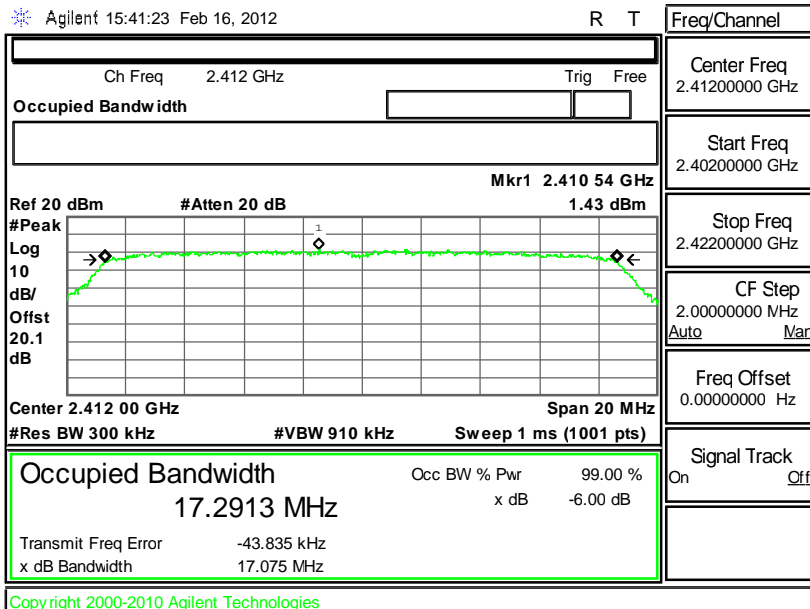 Agilent 15:41:23 Feb 16, 2012 R T
Ch Freq 2.412 GHz Trig Free
Occupied Bandwidth
Mkr1 2.410 54 GHz
Ref 20 dBm #Atten 20 dB 1.43 dBm
#Peak
Log
10
dB/
Offst
20.1
dB
1
Center 2.412 00 GHz Span 20 MHz
#Res BW 300 kHz #VBW 910 kHz Sweep 1 ms (1001 pts)
Occupied Bandwidth
17.2913 MHz
Occ BW % Pwr 99.00 %
x dB -6.00 dB
Transmit Freq Error -43.835 kHz
x dB Bandwidth 17.075 MHz
Copyright 2000-2010 Agilent Technologies
Freq/Channel
Center Freq
2.41200000 GHz
Start Freq
2.40200000 GHz
Stop Freq
2.42200000 GHz
CF Step
2.00000000 MHz
Auto Man
Freq Offset
0.00000000 Hz
Signal Track
On Off